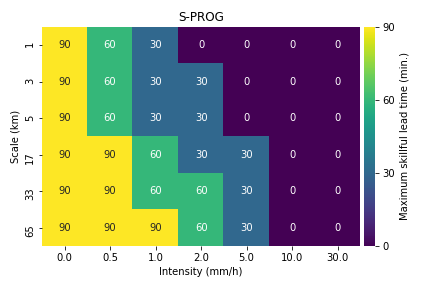 S-PROG
1 90 60 30 0 0 0 0
3 90 60 30 30 0 0 0
5 90 60 30 30 0 0 0
17 90 90 60 30 30 0 0
33 90 90 60 60 30 0 0
65 90 90 90 60 30 0 0
0.0 0.5 1.0 2.0 5.0 10.0 30.0
Intensity (mm/h)
Scale (km)
90
60
30
0
Maximum skillful lead time (min.)